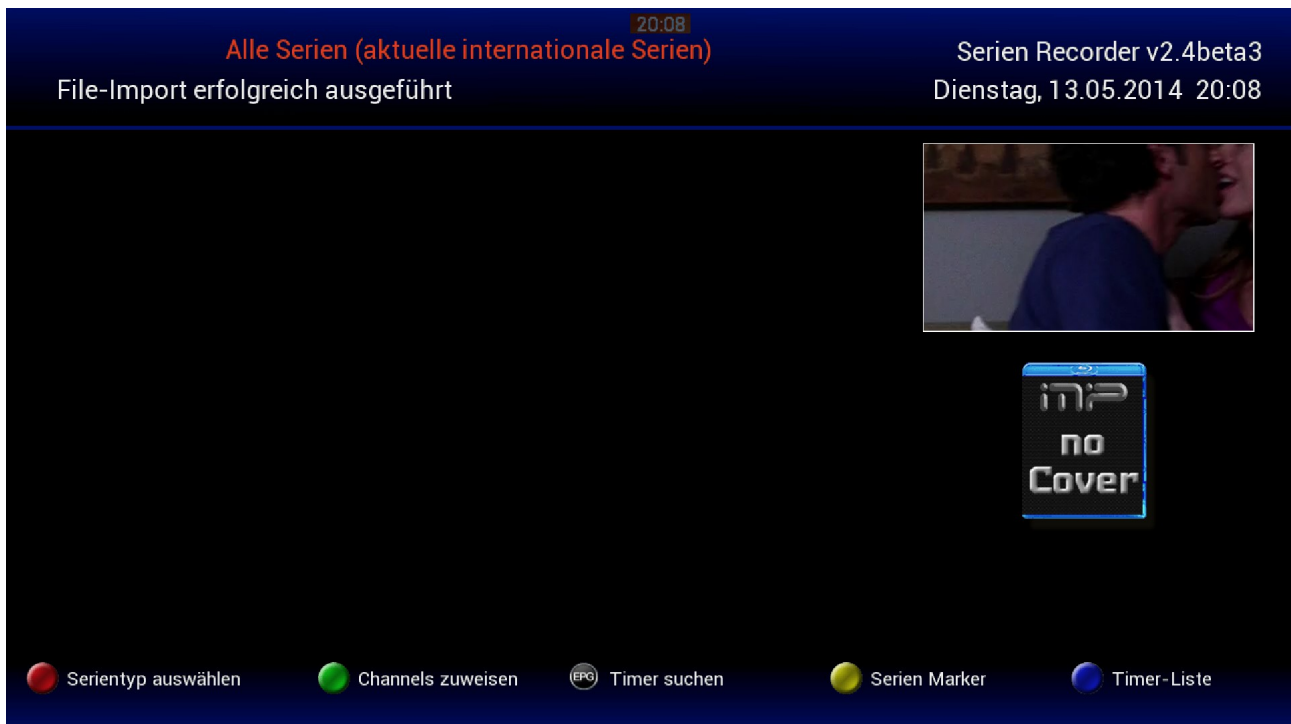 20:08
Alle Serien (aktuelle internationale Serien)
Serien Recorder v2.4beta3
File-Import erfolgreich ausgeführt
Dienstag, 13.05.2014 20:08
mp
no
Cover
Serientyp auswählen
Channels zuweisen
EPG Timer suchen
Serien Marker
Timer-Liste